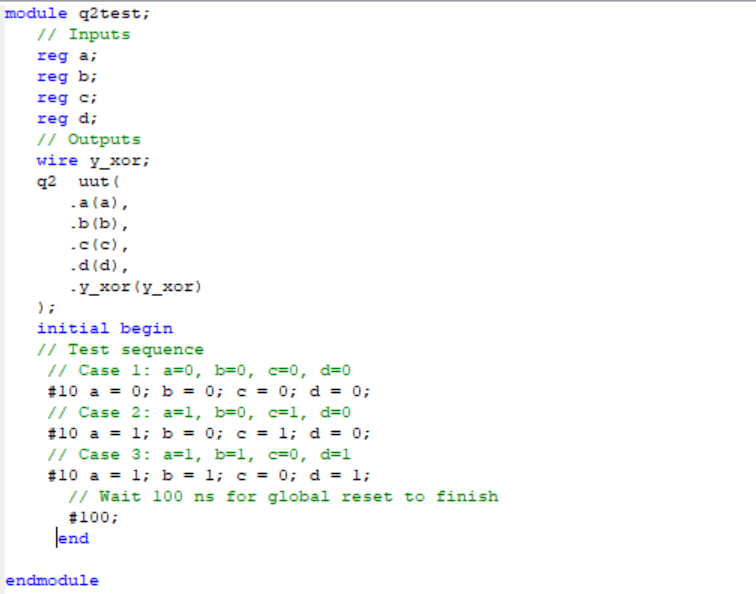 module q2test;
// Inputs
reg a;
reg b;
reg c;
reg d;
// Outputs
wire y_xor;
q2  uut(
.a(a),
.b(b),
.c(c),
.d(d),
.y_xor(y_xor)
);
initial begin
// Test sequence
// Case 1: a=0, b=0, c=0, d=0
#10 a = 0; b = 0; c = 0; d = 0;
// Case 2: a=1, b=0, c=1, d=0
#10 a = 1; b = 0; c = 1; d = 0;
// Case 3: a=1, b=1, c=0, d=1
#10 a = 1; b = 1; c = 0; d = 1;
// Wait 100 ns for global reset to finish
#100;
end
endmodule